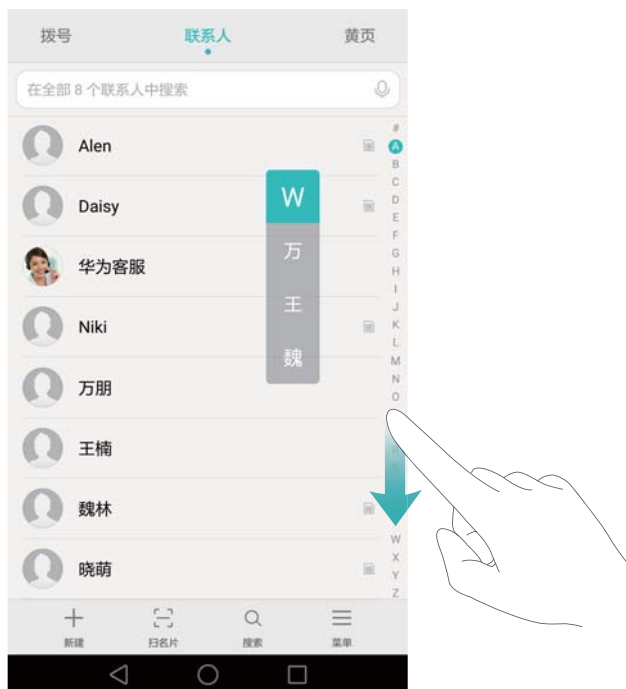 拨号 联系人 黄页
在全部 8 个联系人中搜索
Alen
Daisy
华为客服
Niki
万朋
王楠
魏林
晓萌
W
万
王
魏
#
A
B
C
D
E
F
G
H
I
J
K
L
M
N
O
R
W
X
Y
Z
新建 扫名片 搜索 菜单